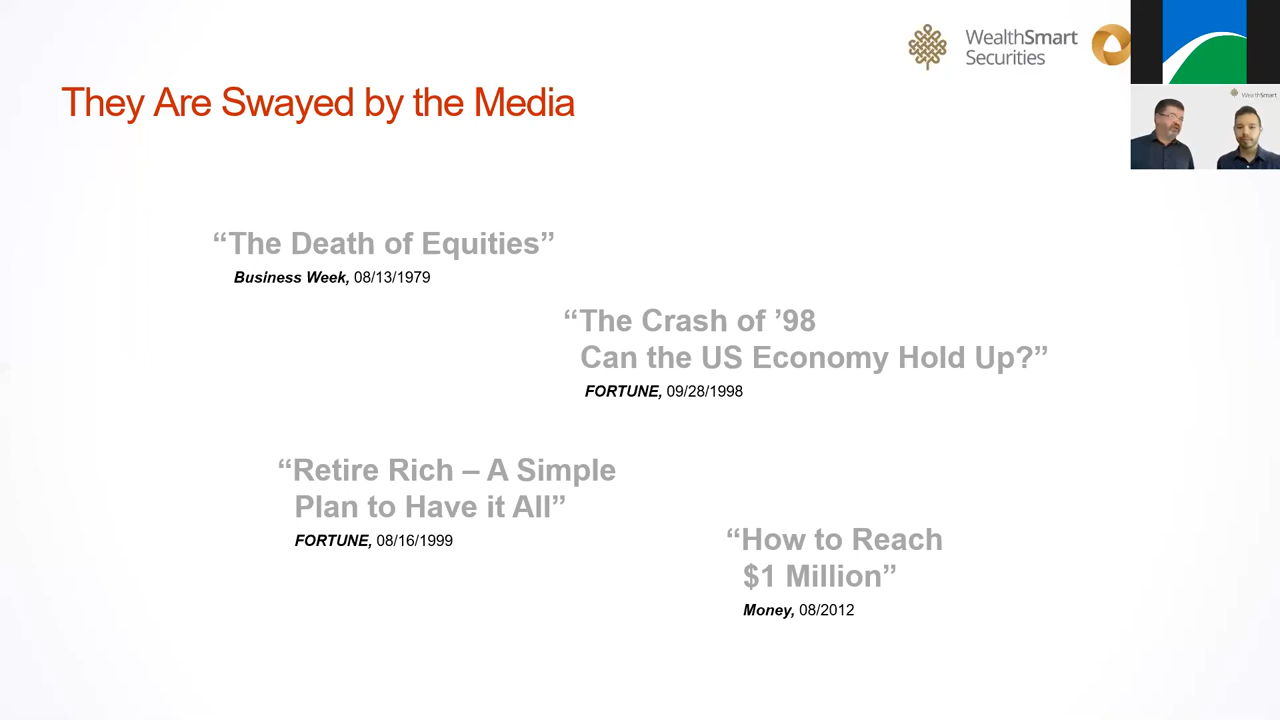 WealthSmart
Securities
WealthSmart
They Are Swayed by the Media
“The Death of Equities”
Business Week, 08/13/1979
“The Crash of ’98
Can the US Economy Hold Up?”
FORTUNE, 09/28/1998
“Retire Rich – A Simple
Plan to Have it All”
FORTUNE, 08/16/1999
“How to Reach
$1 Million”
Money, 08/2012